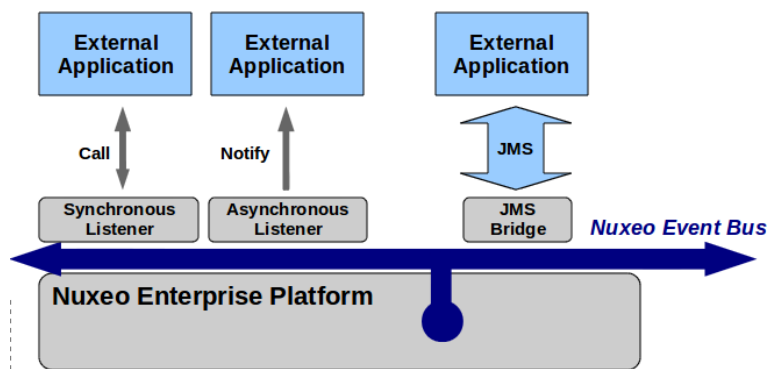 External
Application
External
Application
External
Application
Call
Notify
JMS
Synchronous
Listener
Asynchronous
Listener
JMS
Bridge
Nuxeo Event Bus
Nuxeo Enterprise Platform